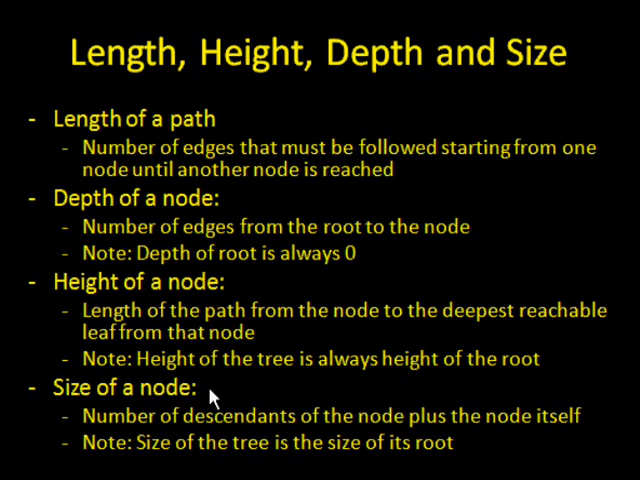 Length, Height, Depth and Size
- Length of a path
- Number of edges that must be followed starting from one
node until another node is reached
- Depth of a node:
- Number of edges from the root to the node
- Note: Depth of root is always 0
- Height of a node:
- Length of the path from the node to the deepest reachable
leaf from that node
- Note: Height of the tree is always height of the root
- Size of a node:
- Number of descendants of the node plus the node itself
- Note: Size of the tree is the size of its root